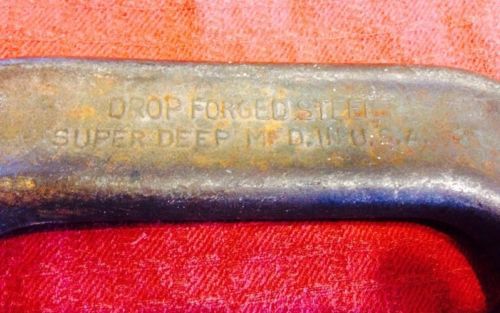 DROP FORGED STEEL
SUPER DEEP MFD. IN U.S.A.